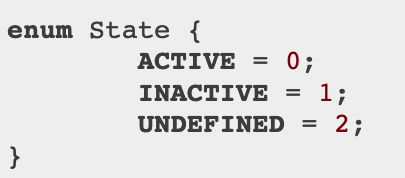 enum State {
        ACTIVE = 0;
        INACTIVE = 1;
        UNDEFINED = 2;
}